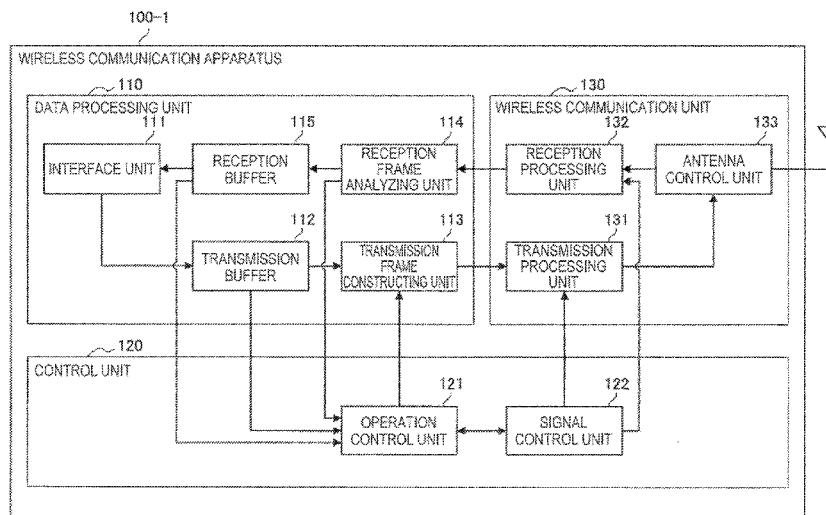 100-1
WIRELESS COMMUNICATION APPARATUS
110
DATA PROCESSING UNIT
111
INTERFACE UNIT
115
RECEPTION
BUFFER
114
RECEPTION
FRAME
ANALYZING UNIT
112
TRANSMISSION
BUFFER
113
TRANSMISSION
FRAME
CONSTRUCTING UNIT
130
WIRELESS COMMUNICATION UNIT
132
RECEPTION
PROCESSING
UNIT
133
ANTENNA
CONTROL UNIT
131
TRANSMISSION
PROCESSING
UNIT
120
CONTROL UNIT
121
OPERATION
CONTROL UNIT
122
SIGNAL
CONTROL UNIT